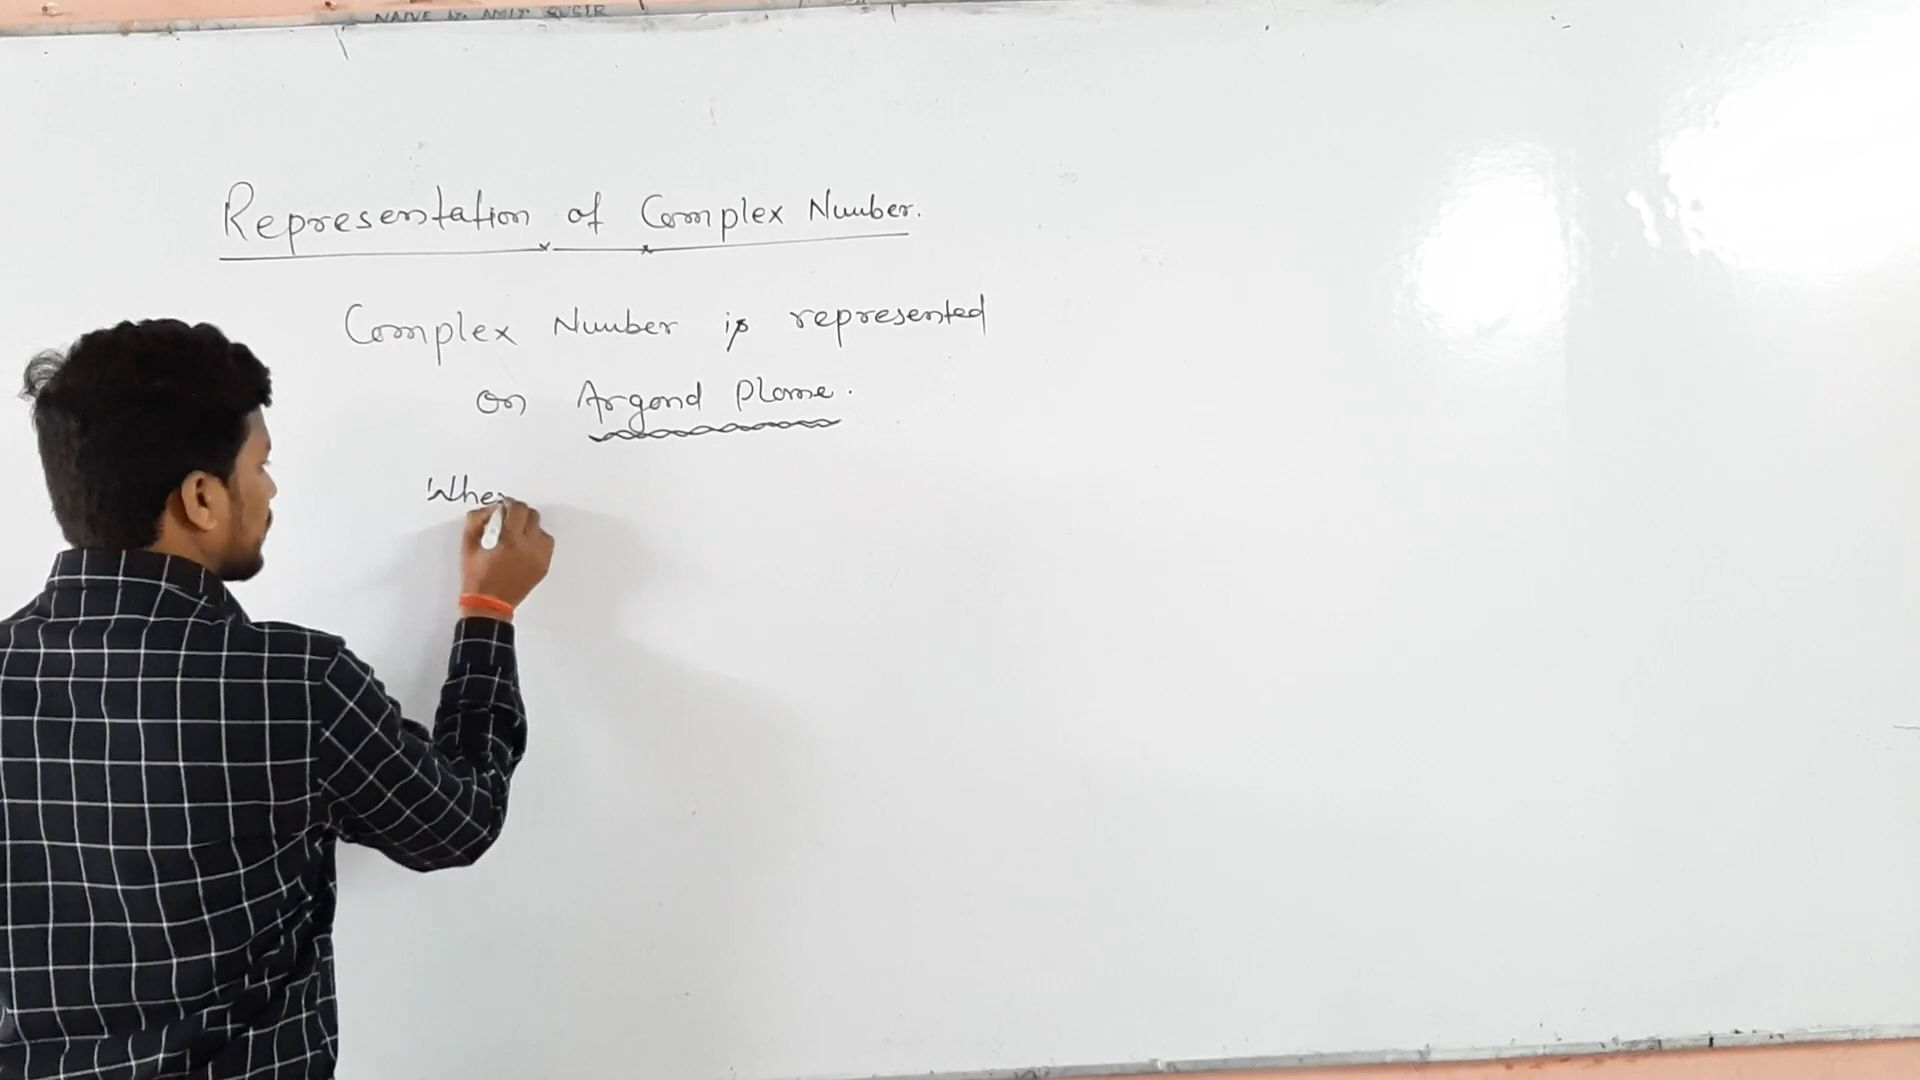 Representation of Complex Number.
Complex Number is represented
on Argand Plane.
Whe